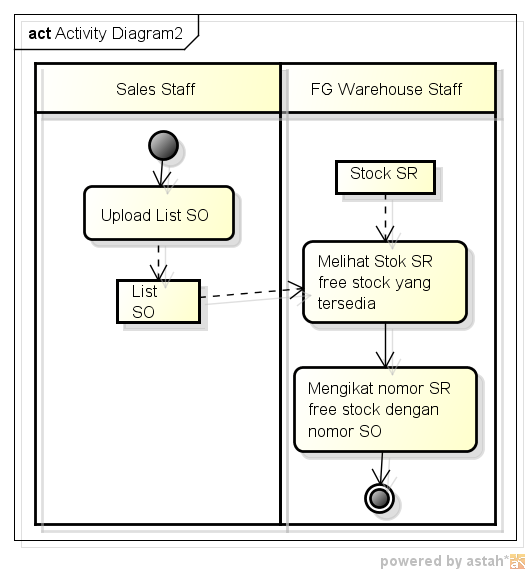 act Activity Diagram2
Sales Staff
FG Warehouse Staff
Upload List SO
Stock SR
List
SO
Melihat Stok SR
free stock yang
tersedia
Mengikat nomor SR
free stock dengan
nomor SO
powered by astah*